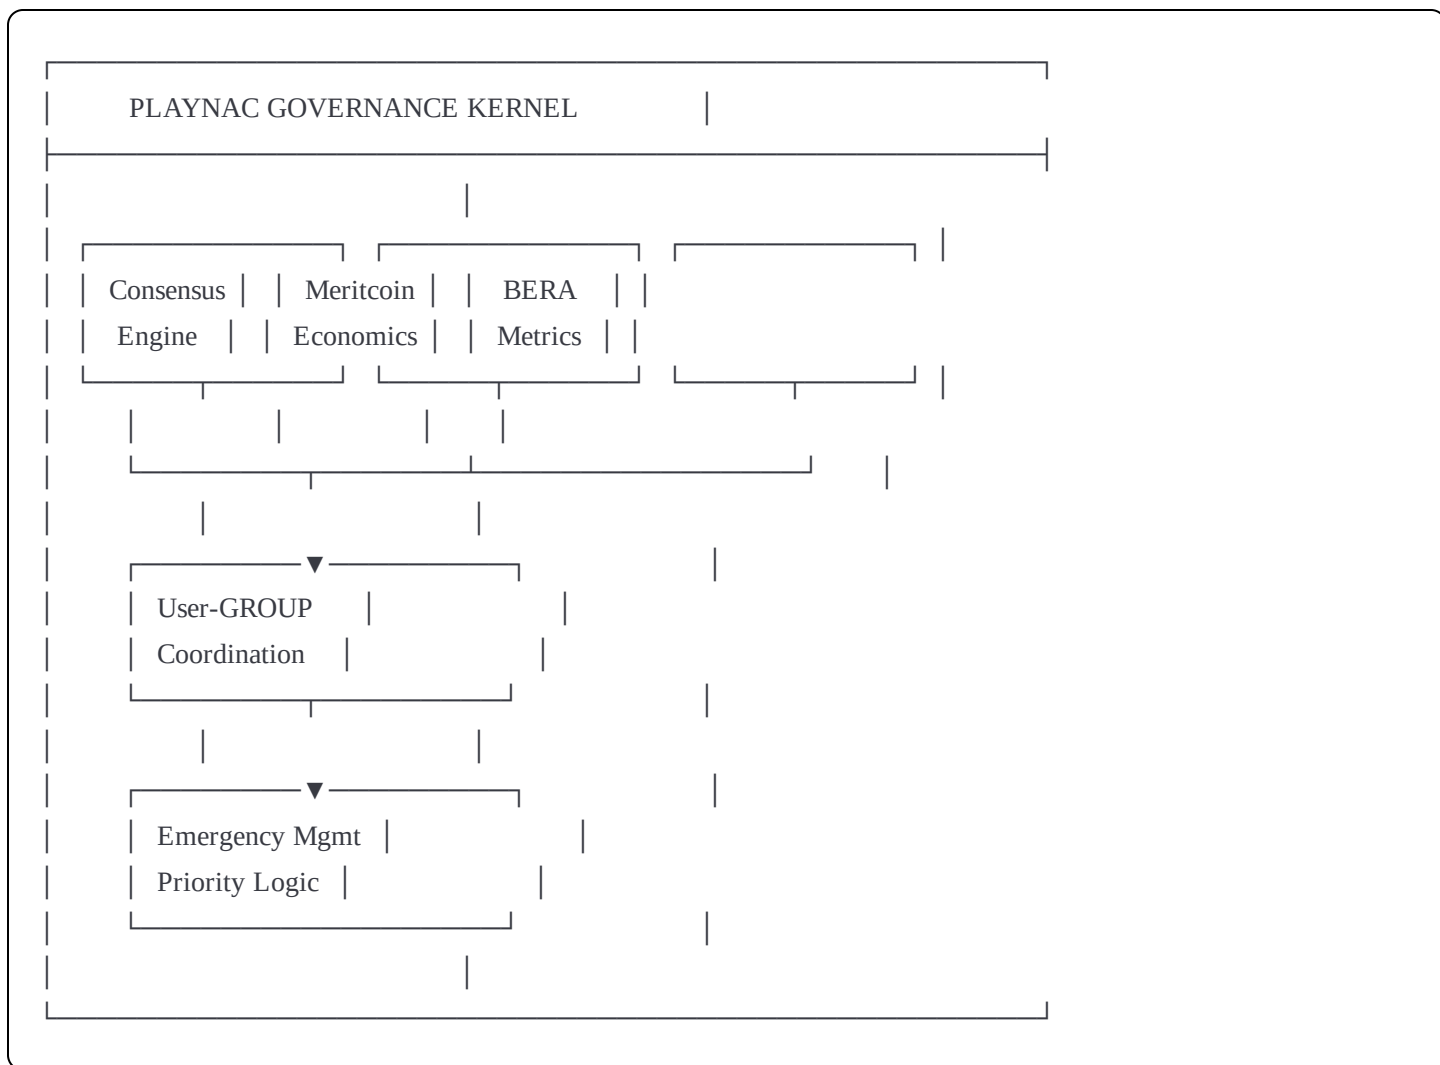 PLAYNAC GOVERNANCE KERNEL
Consensus Meritcoin BERA
Engine Economics Metrics
User-GROUP
Coordination
Emergency Mgmt
Priority Logic